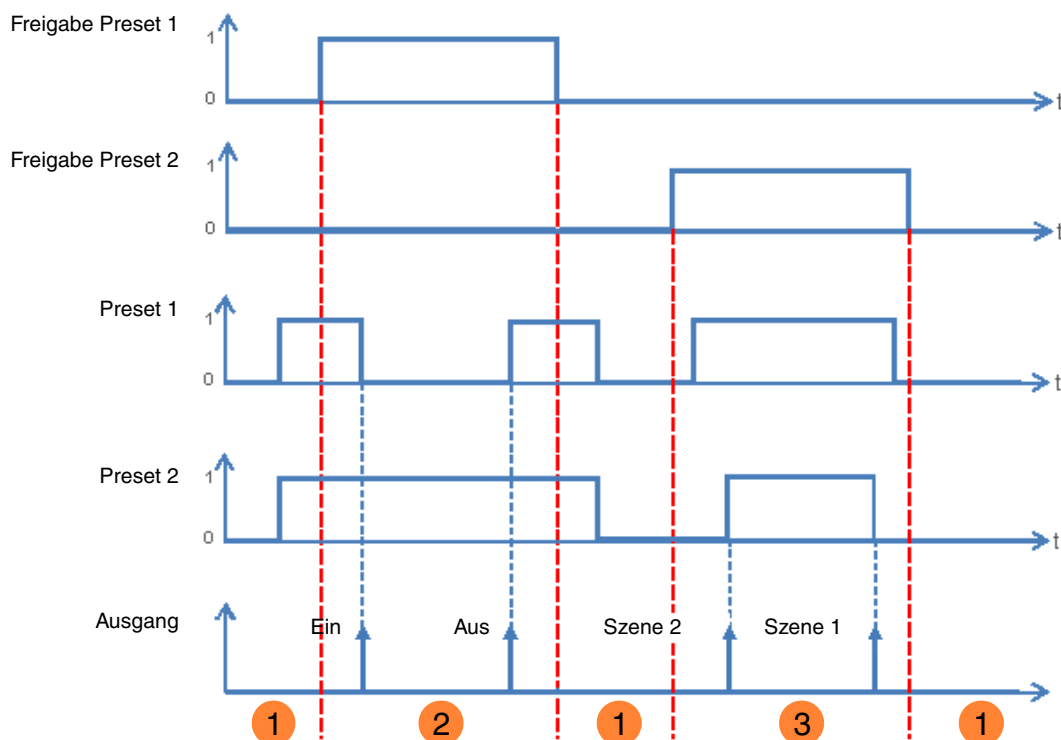 Freigabe Preset 1
1
0
t
Freigabe Preset 2
1
0
t
Preset 1
1
0
t
Preset 2
1
0
t
Ausgang
Ein Aus Szene 2 Szene 1
1 2 1 3 1